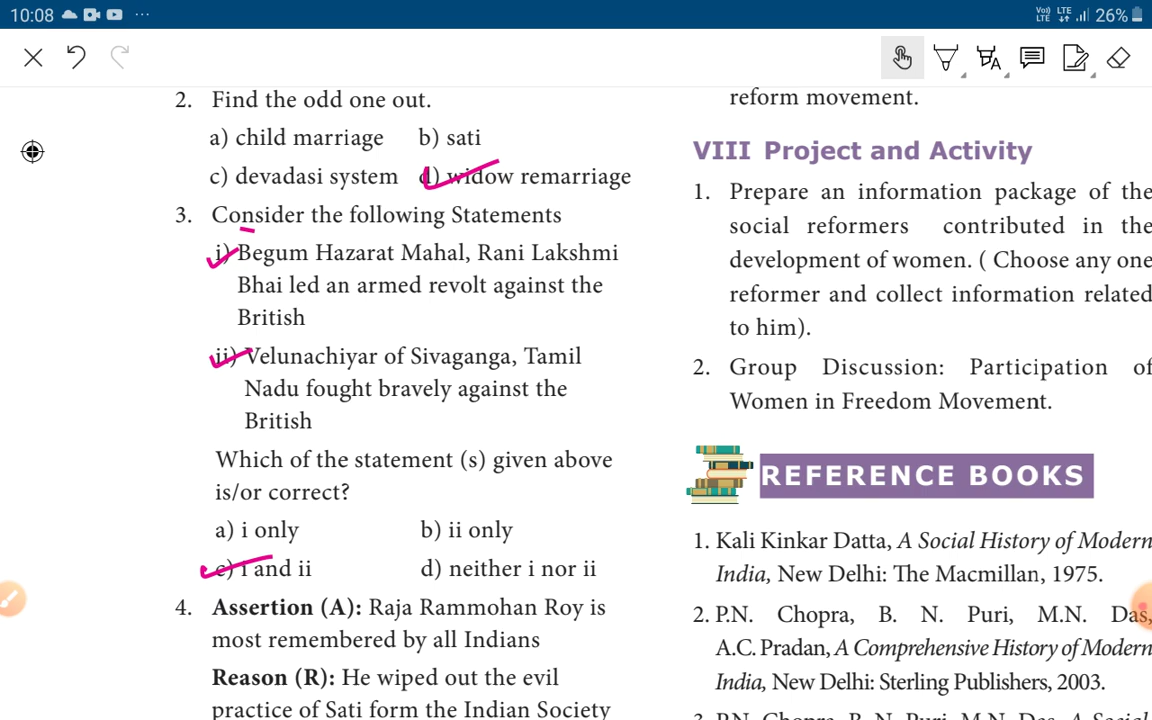 10:08
Vo)) LTE
LTE
26%
2. Find the odd one out.
a) child marriage b) sati
c) devadasi system d) widow remarriage
3. Consider the following Statements
i) Begum Hazarat Mahal, Rani Lakshmi
Bhai led an armed revolt against the
British
ii) Velunachiyar of Sivaganga, Tamil
Nadu fought bravely against the
British
Which of the statement (s) given above
is/or correct?
a) i only b) ii only
c) i and ii d) neither i nor ii
4. Assertion (A): Raja Rammohan Roy is
most remembered by all Indians
Reason (R): He wiped out the evil
practice of Sati form the Indian Society
reform movement.
VIII Project and Activity
1. Prepare an information package of the
social reformers contributed in the
development of women. ( Choose any one
reformer and collect information related
to him).
2. Group Discussion: Participation of
Women in Freedom Movement.
REFERENCE BOOKS
1. Kali Kinkar Datta, A Social History of Modern
India, New Delhi: The Macmillan, 1975.
2. P.N. Chopra, B. N. Puri, M.N. Das,
A.C. Pradan, A Comprehensive History of Modern
India, New Delhi: Sterling Publishers, 2003.
3. P.N. Chopra, B. N. Puri, M.N. Das, A Social